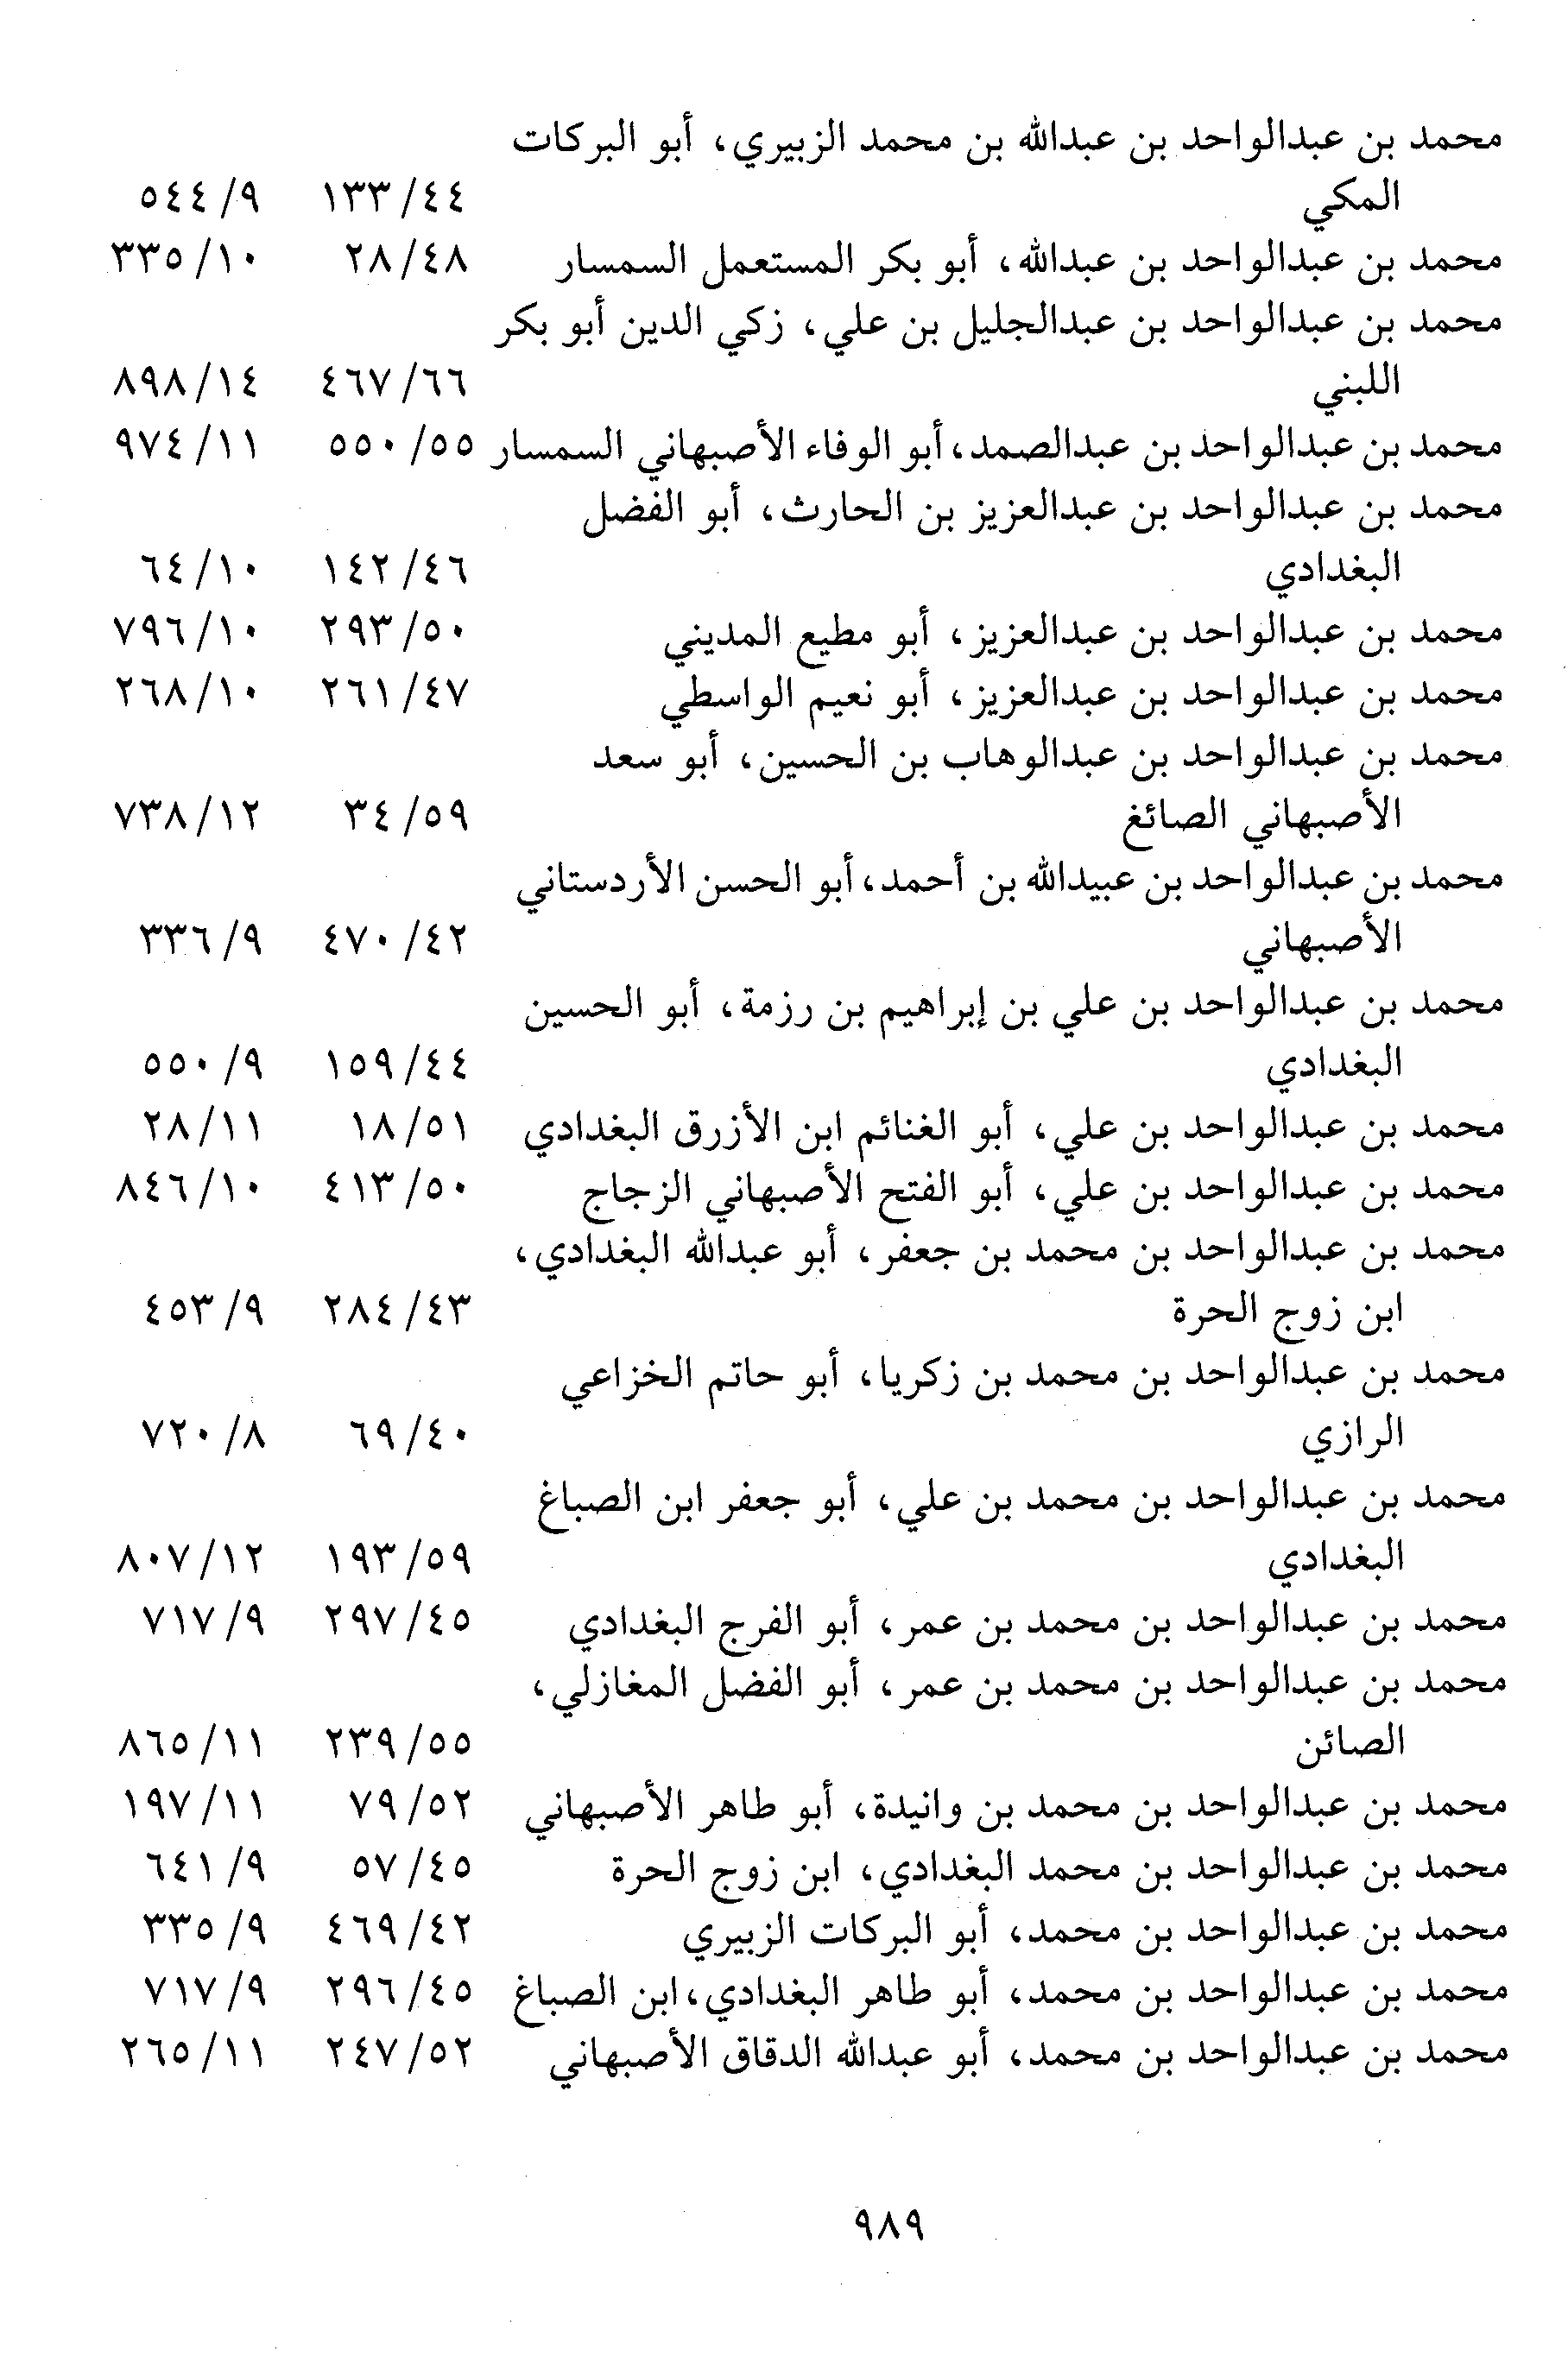 محمد بن عبدالواحد بن عبدالله بن محمد الزبيري، أبو البركات
المكي ٤٤/ ١٣٣ ٩/ ٥٤٤
محمد بن عبدالواحد بن عبدالله، أبو بكر المستعمل السمسار ٤٨/ ٢٨ ١٠/ ٣٣٥
محمد بن عبدالواحد بن عبدالجليل بن علي، زكي الدين أبو بكر
اللبني ٦٦/ ٤٦٧ ١٤/ ٨٩٨
محمد بن عبدالواحد بن عبدالصمد، أبو الوفاء الأصبهاني السمسار ٥٥/ ٥٥٠ ١١/ ٩٧٤
محمد بن عبدالواحد بن عبدالعزيز بن الحارث، أبو الفضل
البغدادي ٤٦/ ١٤٢ ١٠/ ٦٤
محمد بن عبدالواحد بن عبدالعزيز، أبو مطيع المديني ٥٠/ ٢٩٣ ١٠/ ٧٩٦
محمد بن عبدالواحد بن عبدالعزيز، أبو نعيم الواسطي ٤٧/ ٢٦١ ١٠/ ٢٦٨
محمد بن عبدالواحد بن عبدالوهاب بن الحسين، أبو سعد
الأصبهاني الصائغ ٥٩/ ٣٤ ١٢/ ٧٣٨
محمد بن عبدالواحد بن عبيدالله بن أحمد، أبو الحسن الأردستاني
الأصبهاني ٤٢/ ٤٧٠ ٩/ ٣٣٦
محمد بن عبدالواحد بن علي بن إبراهيم بن رزمة، أبو الحسين
البغدادي ٤٤/ ١٥٩ ٩/ ٥٥٠
محمد بن عبدالواحد بن علي، أبو الغنائم ابن الأزرق البغدادي ٥١/ ١٨ ١١/ ٢٨
محمد بن عبدالواحد بن علي، أبو الفتح الأصبهاني الزجاج ٥٠/ ٤١٣ ١٠/ ٨٤٦
محمد بن عبدالواحد بن محمد بن جعفر، أبو عبدالله البغدادي،
ابن زوج الحرة ٤٣/ ٢٨٤ ٩/ ٤٥٣
محمد بن عبدالواحد بن محمد بن زكريا، أبو حاتم الخزاعي
الرازي ٤٠/ ٦٩ ٨/ ٧٢٠
محمد بن عبدالواحد بن محمد بن علي، أبو جعفر ابن الصباغ
البغدادي ٥٩/ ١٩٣ ١٢/ ٨٠٧
محمد بن عبدالواحد بن محمد بن عمر، أبو الفرج البغدادي ٤٥/ ٢٩٧ ٩/ ٧١٧
محمد بن عبدالواحد بن محمد بن عمر، أبو الفضل المغازلي،
الصائن ٥٥/ ٢٣٩ ١١/ ٨٦٥
محمد بن عبدالواحد بن محمد بن وانيدة، أبو طاهر الأصبهاني ٥٢/ ٧٩ ١١/ ١٩٧
محمد بن عبدالواحد بن محمد البغدادي، ابن زوج الحرة ٤٥/ ٥٧ ٩/ ٦٤١
محمد بن عبدالواحد بن محمد، أبو البركات الزبيري ٤٢/ ٤٦٩ ٩/ ٣٣٥
محمد بن عبدالواحد بن محمد، أبو طاهر البغدادي، ابن الصباغ ٤٥/ ٢٩٦ ٩/ ٧١٧
محمد بن عبدالواحد بن محمد، أبو عبدالله الدقاق الأصبهاني ٥٢/ ٢٤٧ ١١/ ٢٦٥
٩٨٩